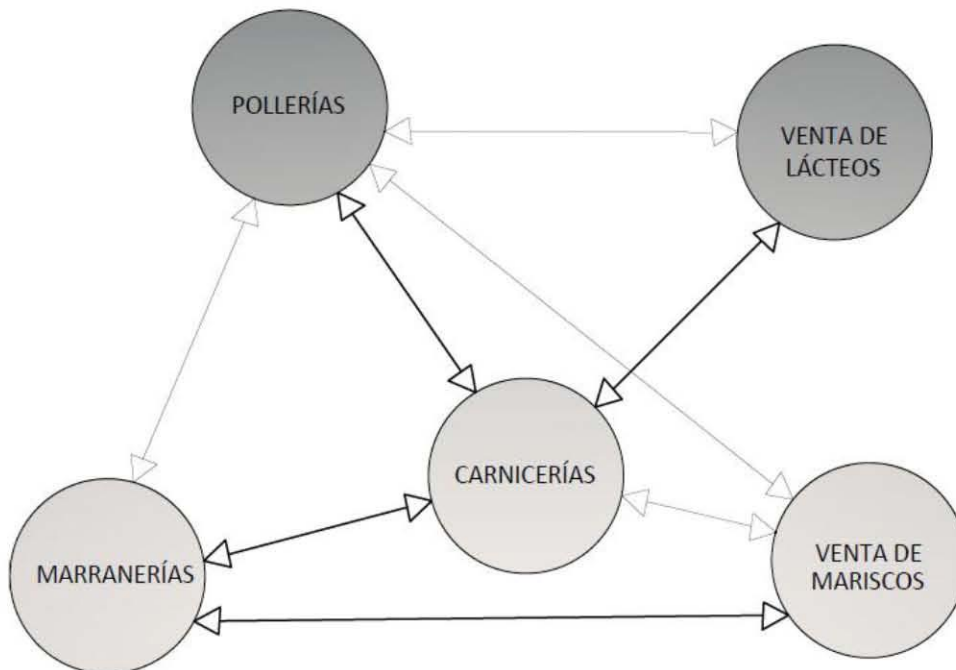 POLLERÍAS
VENTA DE
LÁCTEOS
CARNICERÍAS
MARRANERÍAS
VENTA DE
MARISCOS